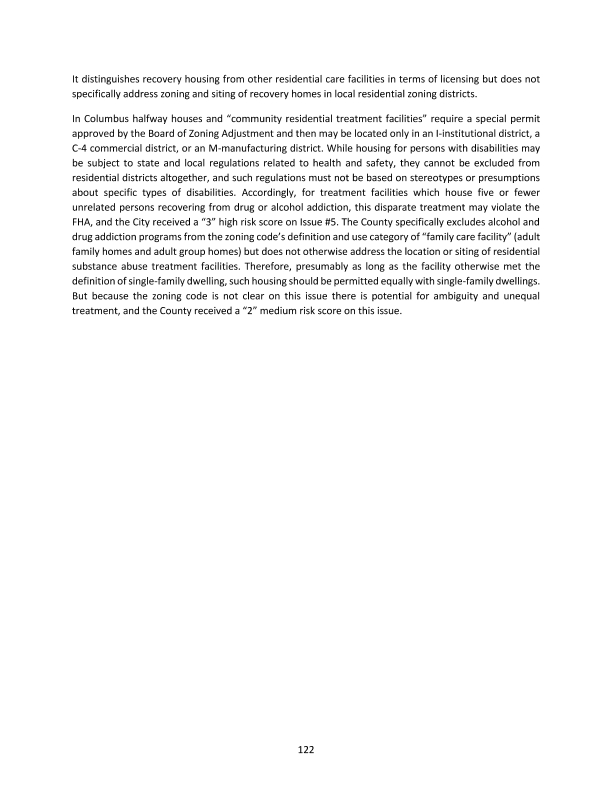 It distinguishes recovery housing from other residential care facilities in terms of licensing but does not
specifically address zoning and siting of recovery homes in local residential zoning districts.
In Columbus halfway houses and “community residential treatment facilities” require a special permit
approved by the Board of Zoning Adjustment and then may be located only in an I-institutional district, a
C-4 commercial district, or an M-manufacturing district. While housing for persons with disabilities may
be subject to state and local regulations related to health and safety, they cannot be excluded from
residential districts altogether, and such regulations must not be based on stereotypes or presumptions
about specific types of disabilities. Accordingly, for treatment facilities which house five or fewer
unrelated persons recovering from drug or alcohol addiction, this disparate treatment may violate the
FHA, and the City received a “3” high risk score on Issue #5. The County specifically excludes alcohol and
drug addiction programs from the zoning code’s definition and use category of “family care facility” (adult
family homes and adult group homes) but does not otherwise address the location or siting of residential
substance abuse treatment facilities. Therefore, presumably as long as the facility otherwise met the
definition of single-family dwelling, such housing should be permitted equally with single-family dwellings.
But because the zoning code is not clear on this issue there is potential for ambiguity and unequal
treatment, and the County received a “2” medium risk score on this issue.
122